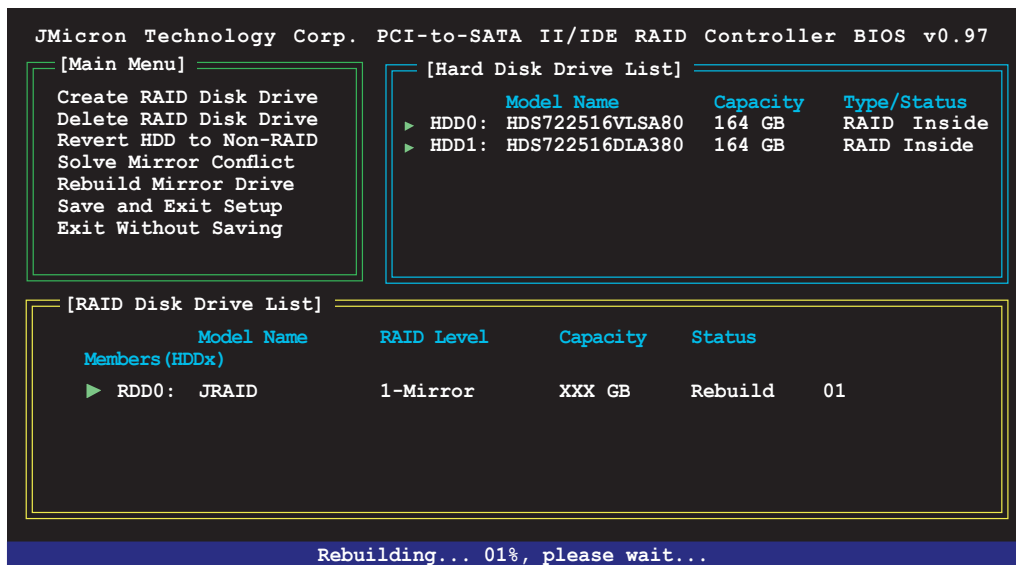 JMicron Technology Corp. PCI-to-SATA II/IDE RAID Controller BIOS v0.97
[Main Menu]
Create RAID Disk Drive
Delete RAID Disk Drive
Revert HDD to Non-RAID
Solve Mirror Conflict
Rebuild Mirror Drive
Save and Exit Setup
Exit Without Saving
[Hard Disk Drive List]
Model Name Capacity Type/Status
HDD0: HDS722516VLSA80 164 GB RAID Inside
HDD1: HDS722516DLA380 164 GB RAID Inside
[RAID Disk Drive List]
Model Name RAID Level Capacity Status
Members(HDDx)
RDD0: JRAID 1-Mirror XXX GB Rebuild 01
Rebuilding... 01%, please wait...